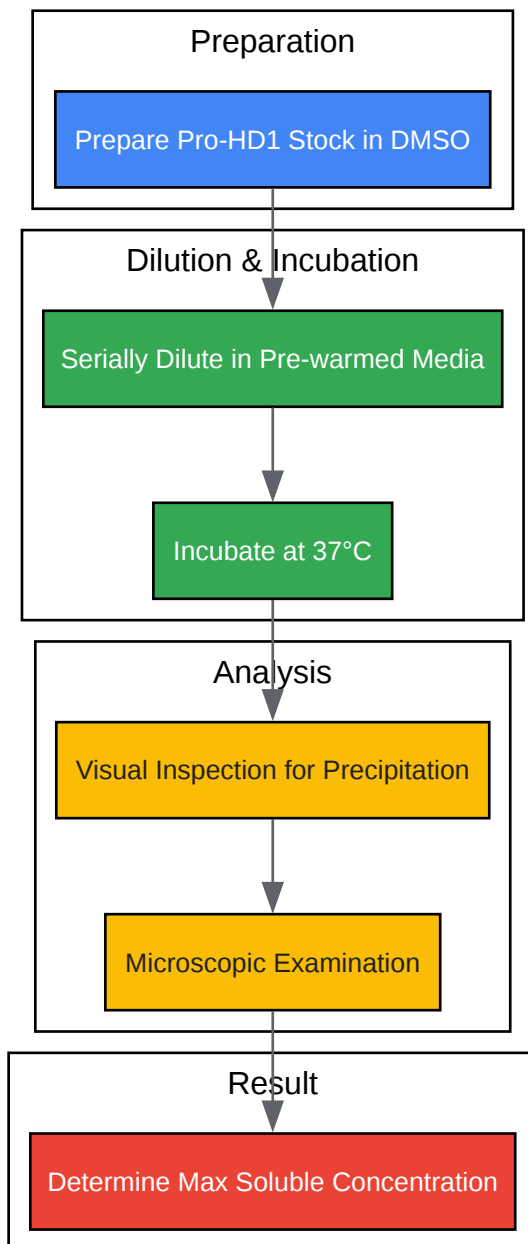 Preparation
Prepare Pro-HD1 Stock in DMSO
Dilution & Incubation
Serially Dilute in Pre-warmed Media
Incubate at 37°C
Analysis
Visual Inspection for Precipitation
Microscopic Examination
Result
Determine Max Soluble Concentration